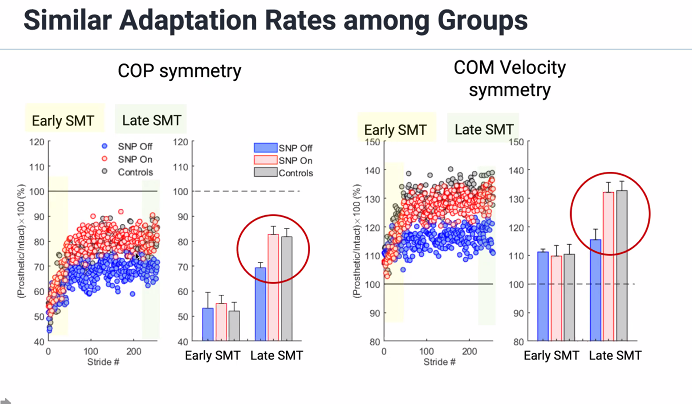 Similar Adaptation Rates among Groups
COP symmetry
COM Velocity
symmetry
Early SMT
Late SMT
SNP Off
SNP On
Controls
(Prosthetic/Intact) × 100 (%)
120
110
100
90
80
70
60
50
40
0
100
200
Stride #
SNP Off
SNP On
Controls
120
110
100
90
80
70
60
50
40
Early SMT
Late SMT
Early SMT
Late SMT
(Prosthetic/Intact) × 100 (%)
150
140
130
120
110
100
90
80
0
100
200
Stride #
150
140
130
120
110
100
90
80
Early SMT
Late SMT